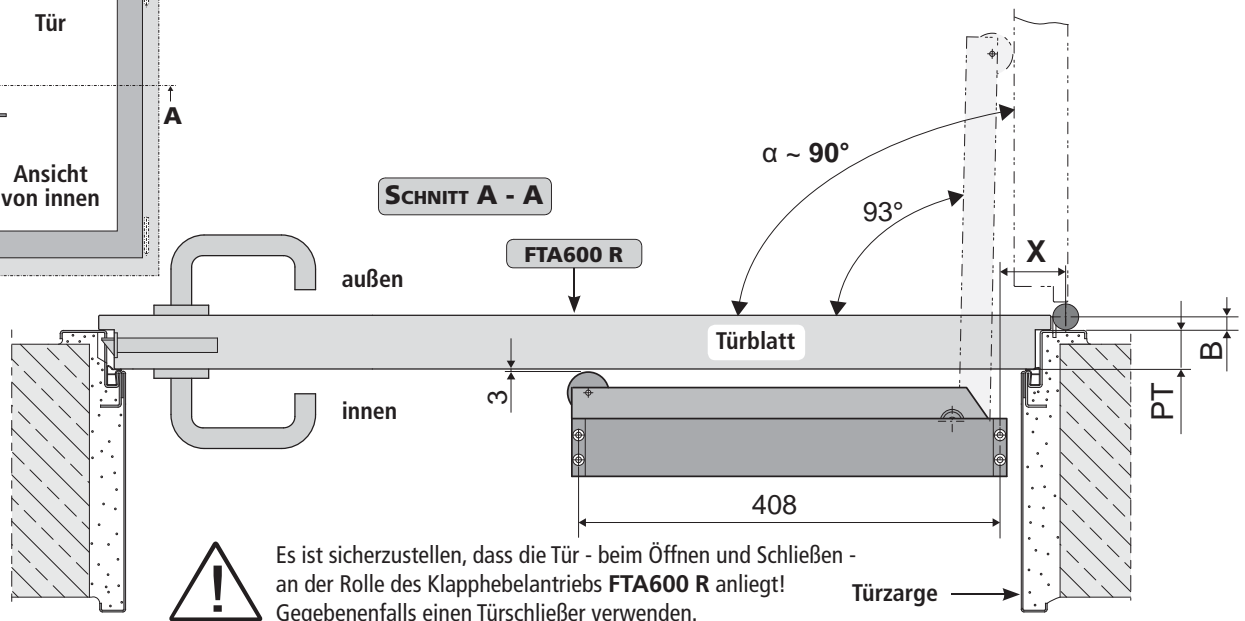 Tür
A
Ansicht
von innen
SCHNITT A - A
FTA600 R
außen
innen
α ~ 90°
93°
X
Türblatt
B
PT
3
408
Es ist sicherzustellen, dass die Tür - beim Öffnen und Schließen -
an der Rolle des Klapphebelantriebs FTA600 R anliegt!
Gegebenenfalls einen Türschließer verwenden.
Türzarge